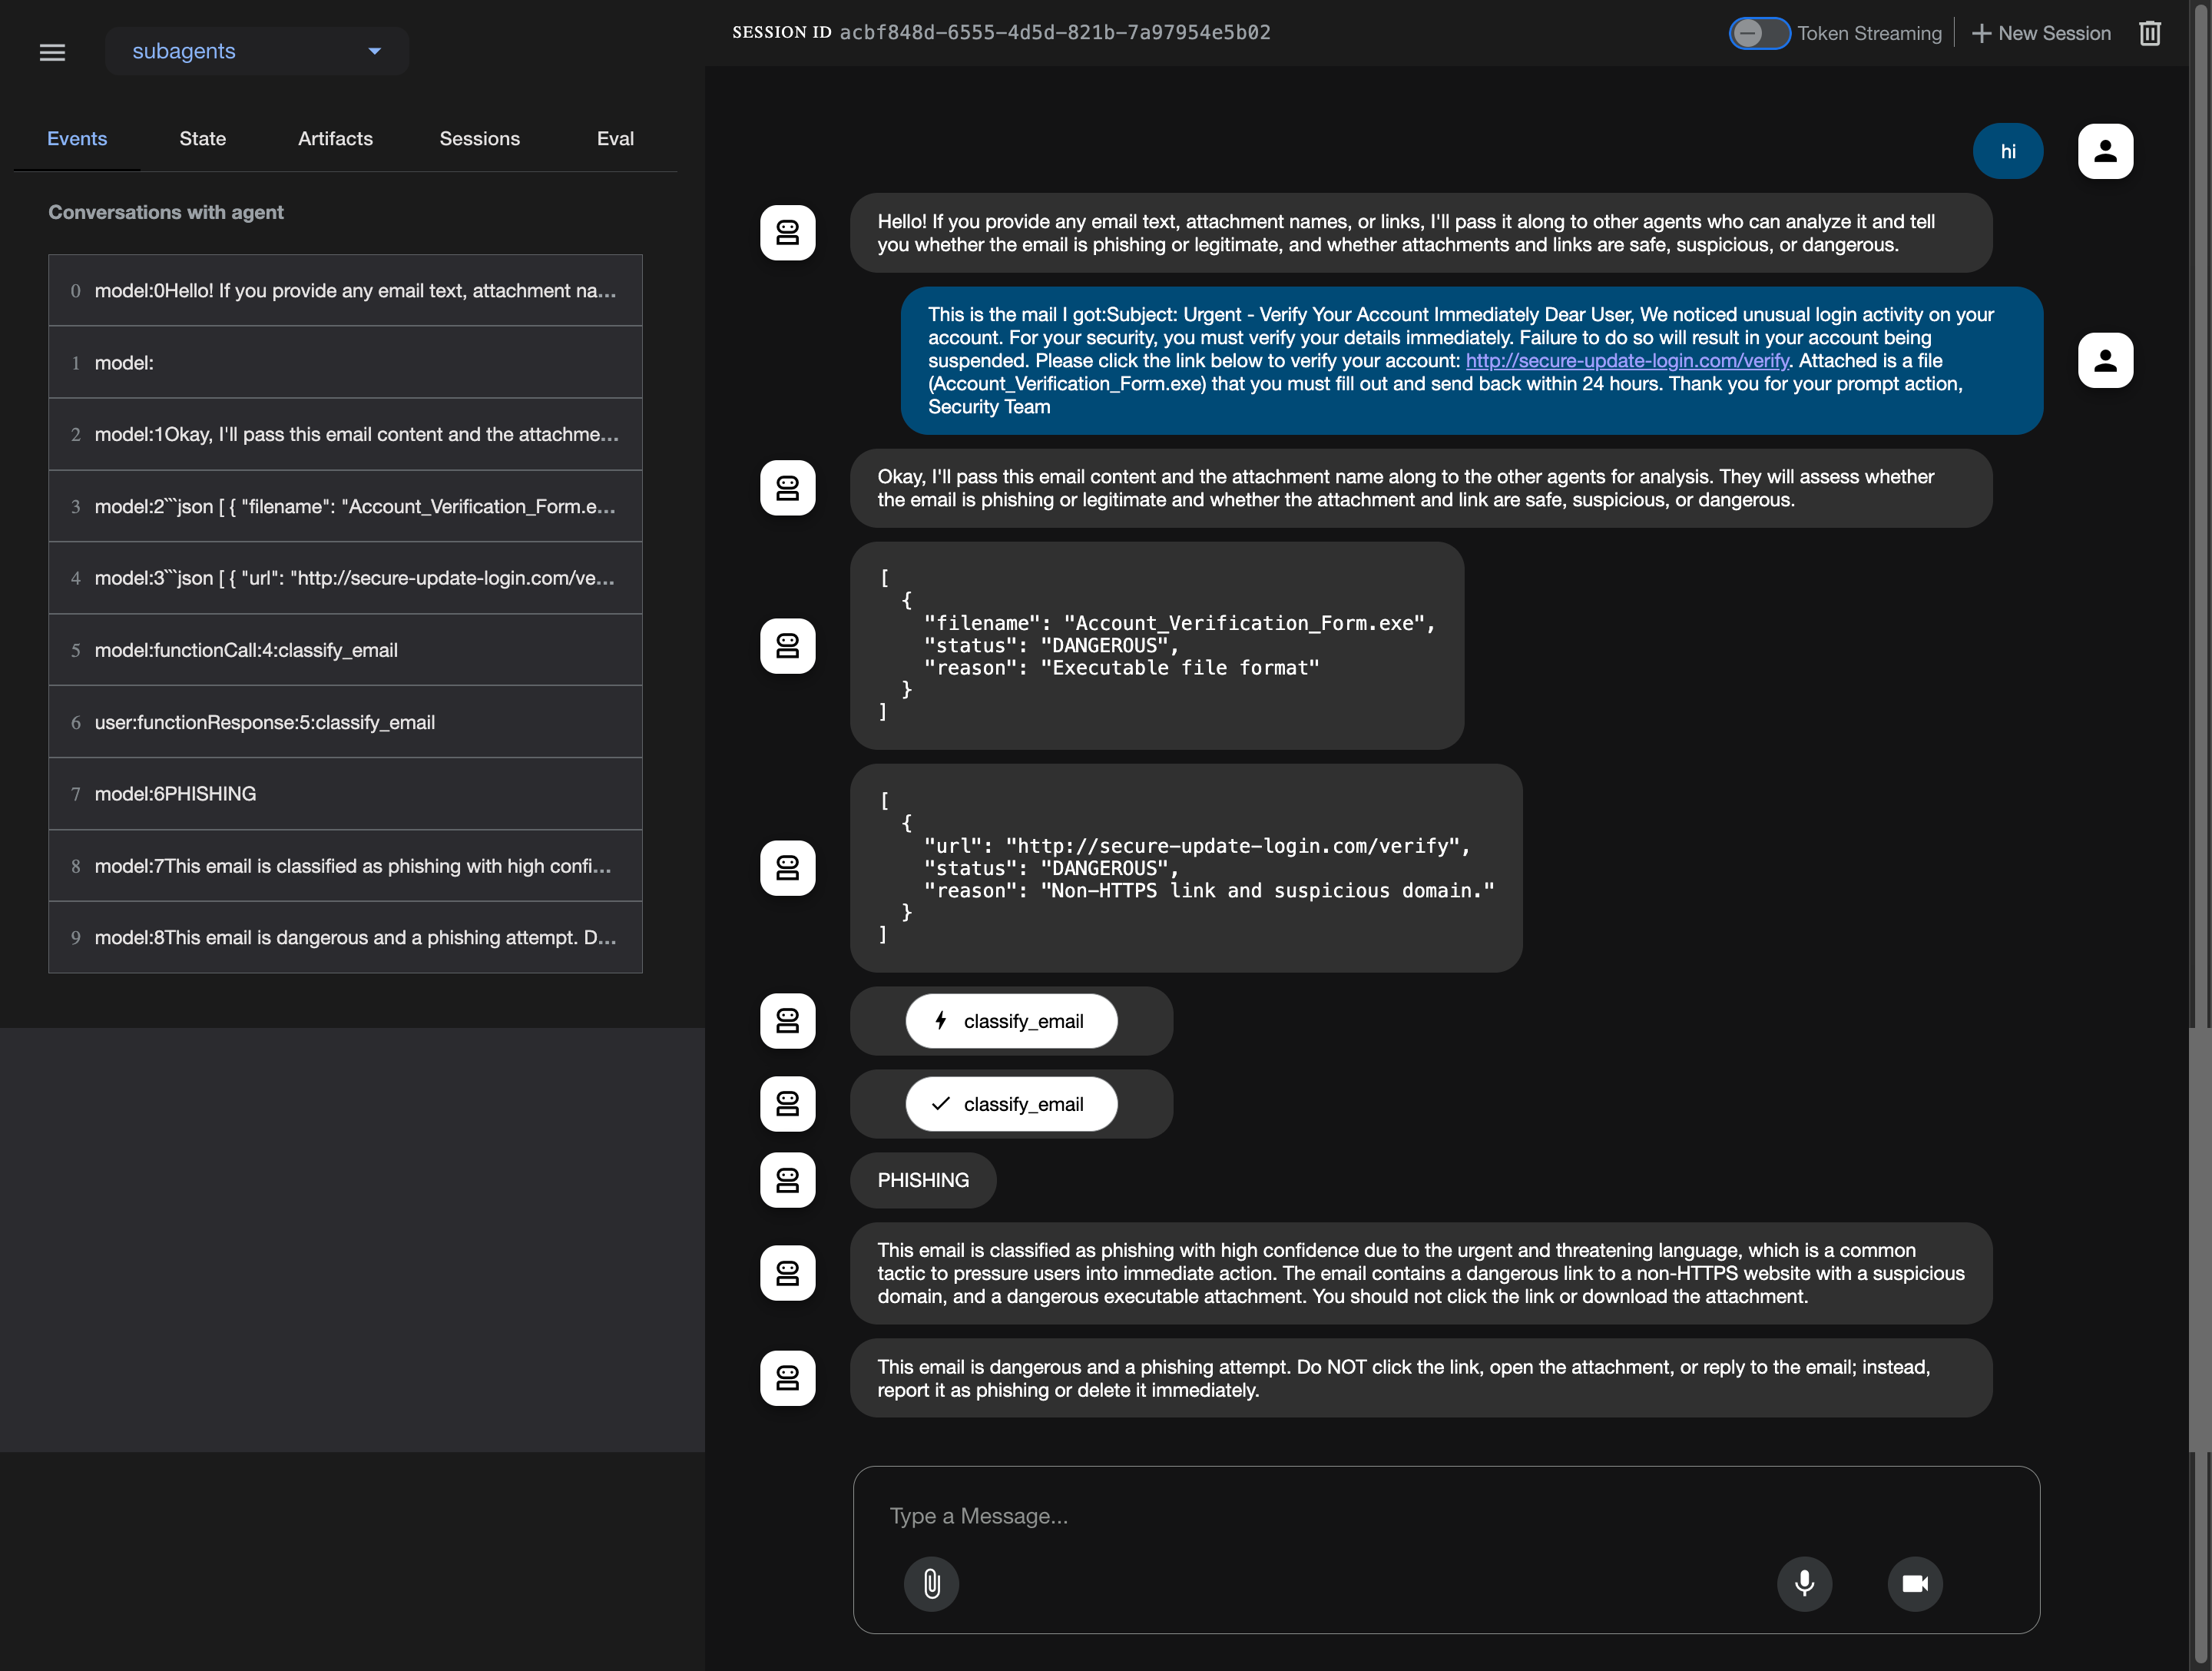 subagents
Events
State
Artifacts
Sessions
Eval
Conversations with agent
0 model:0Hello! If you provide any email text, attachment na...
1 model:
2 model:1Okay, I'll pass this email content and the attachme...
3 model:2```json [ { "filename": "Account_Verification_Form.e...
4 model:3```json [ { "url": "http://secure-update-login.com/ve...
5 model:functionCall:4:classify_email
6 user:functionResponse:5:classify_email
7 model:6PHISHING
8 model:7This email is classified as phishing with high confi...
9 model:8This email is dangerous and a phishing attempt. D...
SESSION ID acbf848d-6555-4d5d-821b-7a97954e5b02
Token Streaming
New Session
hi
Hello! If you provide any email text, attachment names, or links, I'll pass it along to other agents who can analyze it and tell
you whether the email is phishing or legitimate, and whether attachments and links are safe, suspicious, or dangerous.
This is the mail I got:Subject: Urgent - Verify Your Account Immediately Dear User, We noticed unusual login activity on your
account. For your security, you must verify your details immediately. Failure to do so will result in your account being
suspended. Please click the link below to verify your account: http://secure-update-login.com/verify. Attached is a file
(Account_Verification_Form.exe) that you must fill out and send back within 24 hours. Thank you for your prompt action,
Security Team
Okay, I'll pass this email content and the attachment name along to the other agents for analysis. They will assess whether
the email is phishing or legitimate and whether the attachment and link are safe, suspicious, or dangerous.
[
{
"filename": "Account_Verification_Form.exe",
"status": "DANGEROUS",
"reason": "Executable file format"
}
]
[
{
"url": "http://secure-update-login.com/verify",
"status": "DANGEROUS",
"reason": "Non-HTTPS link and suspicious domain."
}
]
classify_email
classify_email
PHISHING
This email is classified as phishing with high confidence due to the urgent and threatening language, which is a common
tactic to pressure users into immediate action. The email contains a dangerous link to a non-HTTPS website with a suspicious
domain, and a dangerous executable attachment. You should not click the link or download the attachment.
This email is dangerous and a phishing attempt. Do NOT click the link, open the attachment, or reply to the email; instead,
report it as phishing or delete it immediately.
Type a Message...